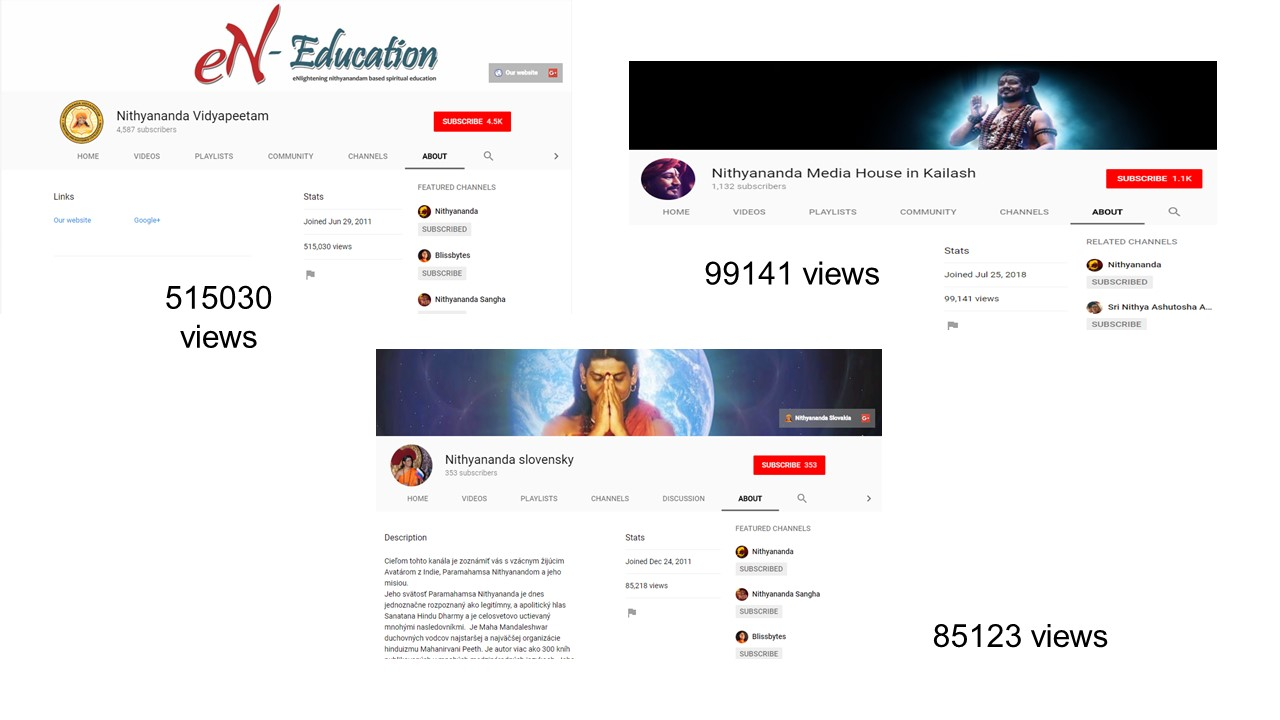 eN-Education
eNlightening nithyanandam based spiritual education
Our website
Nithyananda Vidyapeetam
4,587 subscribers
SUBSCRIBE 4.5K
HOME VIDEOS PLAYLISTS COMMUNITY CHANNELS ABOUT
Links
Our website Google+
Stats
Joined Jun 29, 2011
515,030 views
FEATURED CHANNELS
Nithyananda
SUBSCRIBED
Blissbytes
SUBSCRIBE
Nithyananda Sangha
515030
views
Nithyananda Media House in Kailash
1,132 subscribers
SUBSCRIBE 1.1K
HOME VIDEOS PLAYLISTS COMMUNITY CHANNELS ABOUT
99141 views
Stats
Joined Jul 25, 2018
99,141 views
RELATED CHANNELS
Nithyananda
SUBSCRIBED
Sri Nithya Ashutosha A...
SUBSCRIBE
Nithyananda Slovakia
Nithyananda slovensky
353 subscribers
SUBSCRIBE 353
HOME VIDEOS PLAYLISTS CHANNELS DISCUSSION ABOUT
Description
Cieľom tohto kanála je zoznámiť vás s vzácnym žijúcim
Avatárom z Indie, Paramahamsa Nithyanandom a jeho
misiou.
Jeho svätosť Paramahamsa Nithyananda je dnes
jednoznačne rozpoznaný ako legitímny, a apolitický hlas
Sanatana Hindu Dharmy a je celosvetovo uctievaný
mnohými nasledovníkmi. Je Maha Mandaleshwar
duchovných vodcov najstaršej a najväčšej organizácie
hinduizmu Mahanirvani Peeth. Je autor viac ako 300 kníh
Stats
Joined Dec 24, 2011
85,218 views
FEATURED CHANNELS
Nithyananda
SUBSCRIBED
Nithyananda Sangha
SUBSCRIBE
Blissbytes
SUBSCRIBE
85123 views